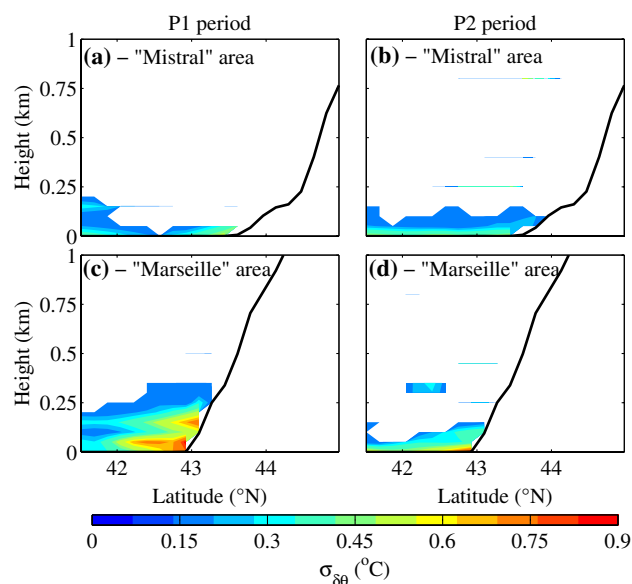 P1 period
P2 period
(a) – "Mistral" area
(b) – "Mistral" area
Height (km)
1
0.75
0.5
0.25
0
(c) – "Marseille" area
(d) – "Marseille" area
Height (km)
1
0.75
0.5
0.25
0
42 43 44
42 43 44
Latitude (°N)
Latitude (°N)
0 0.15 0.3 0.45 0.6 0.75 0.9
σδθ (°C)